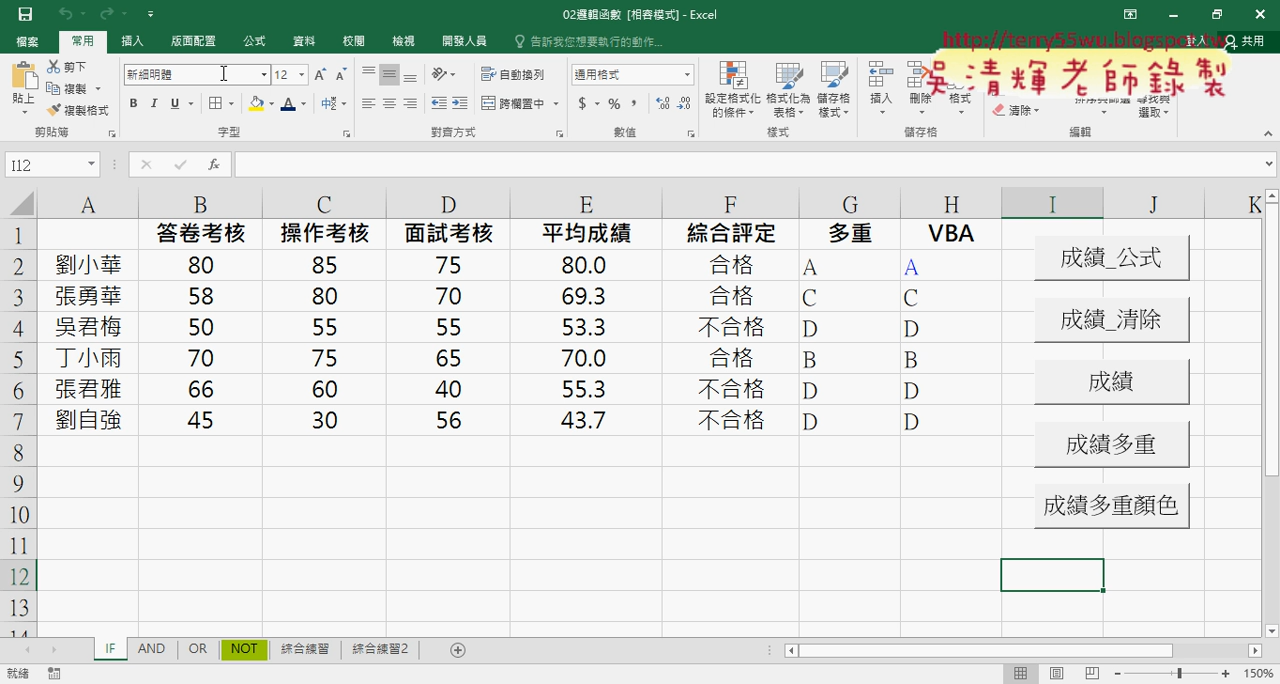 02邏輯函數 [相容模式] - Excel
檔案 常用 插入 版面配置 公式 資料 校閱 檢視 開發人員 告訴我您想要執行的動作... 登入 共用
http://terry55wu.blogspot.tw
吳清輝老師錄製
貼上 剪下 複製 複製格式 剪貼簿
新細明體 12 B I U 字型
自動換列 跨欄置中 對齊方式
通用格式 $ % 數值
設定格式化的條件 格式化為表格 儲存格樣式 樣式
插入 刪除 格式 儲存格
清除 排序與篩選 尋找與選取 編輯
I12 fx
A B C D E F G H I J K
1 答卷考核 操作考核 面試考核 平均成績 綜合評定 多重 VBA
2 劉小華 80 85 75 80.0 合格 A A
3 張勇華 58 80 70 69.3 合格 C C
4 吳君梅 50 55 55 53.3 不合格 D D
5 丁小雨 70 75 65 70.0 合格 B B
6 張君雅 66 60 40 55.3 不合格 D D
7 劉自強 45 30 56 43.7 不合格 D D
8
9
10
11
12
13
14
成績_公式
成績_清除
成績
成績多重
成績多重顏色
IF AND OR NOT 綜合練習 綜合練習2
就緒 150%